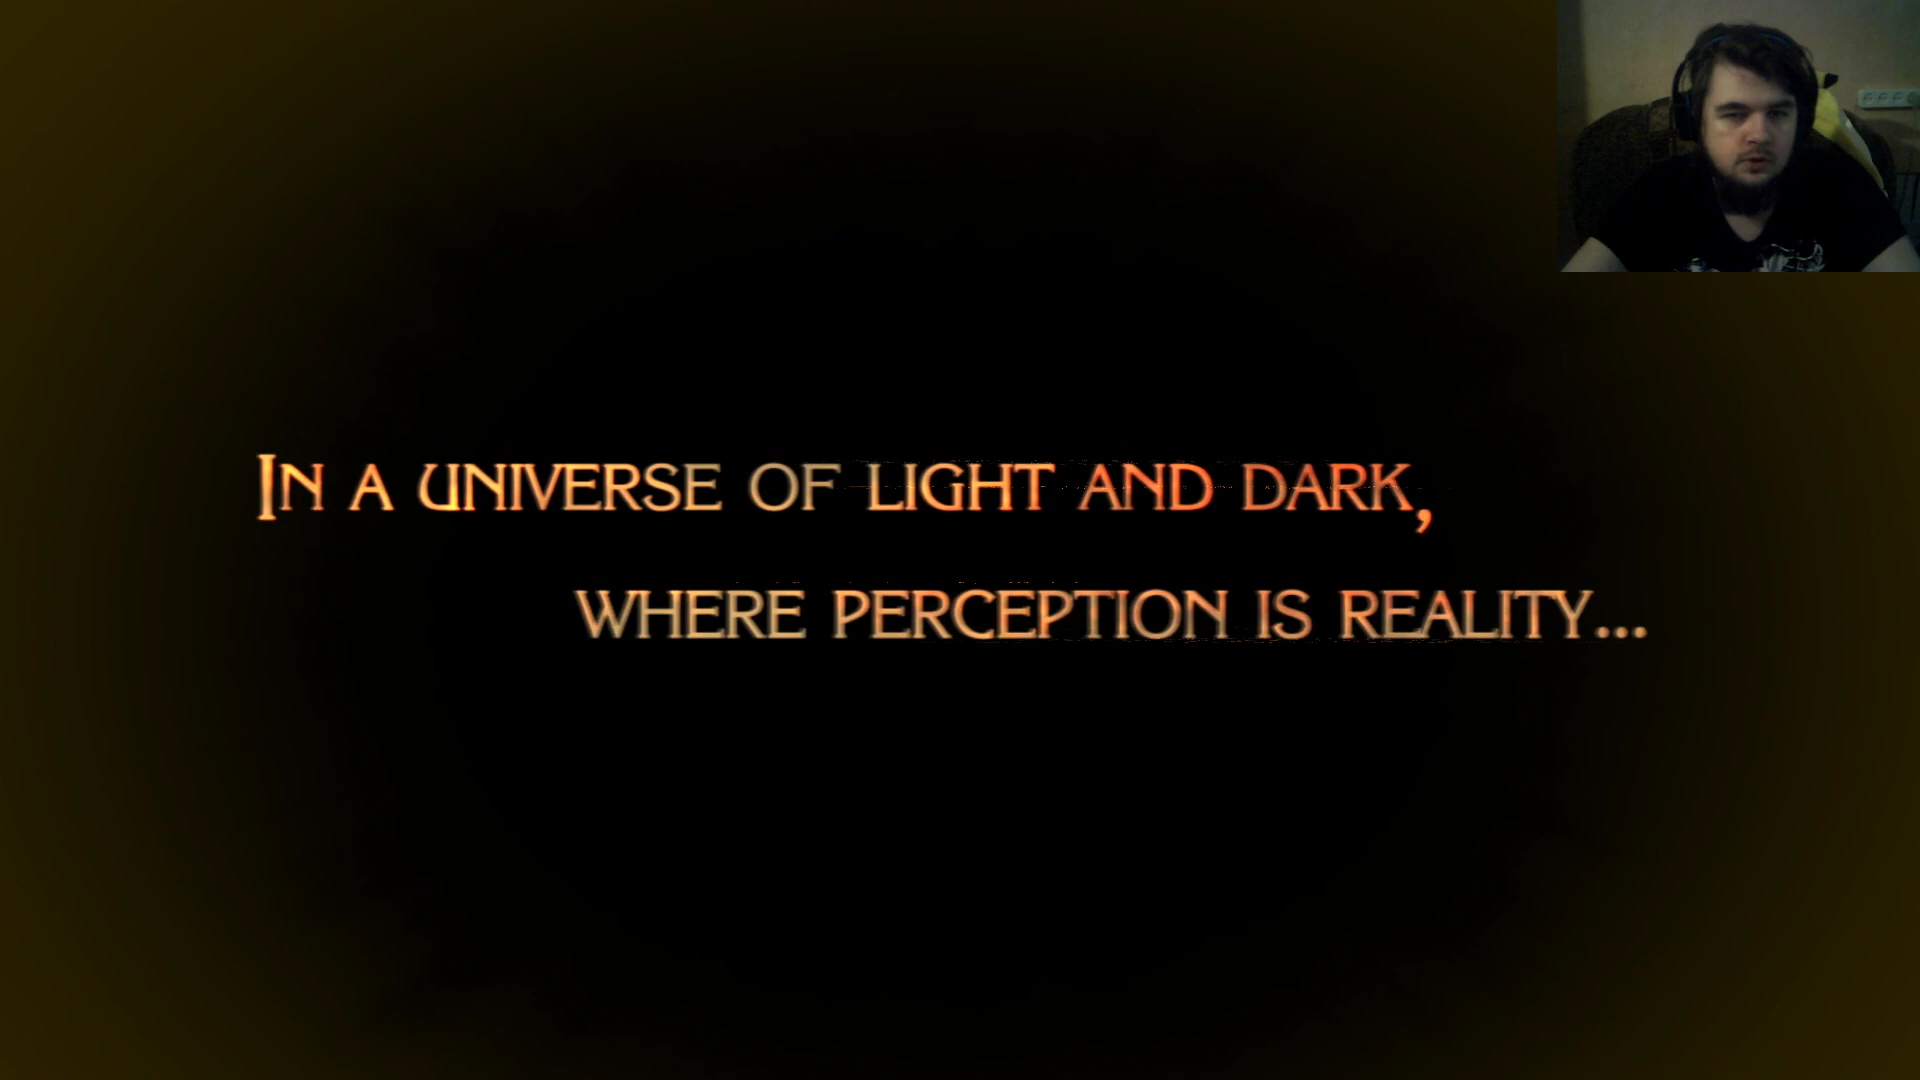 In a universe of light and dark,
where perception is reality...